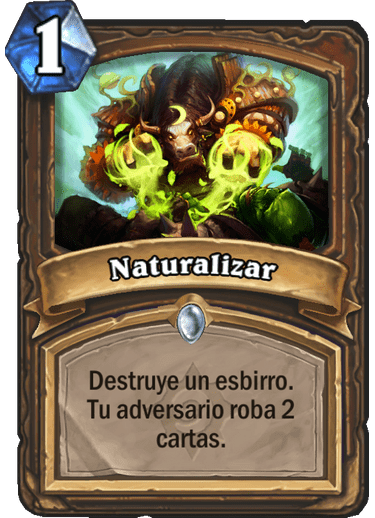 1
Naturalizar
Destruye un esbirro.
Tu adversario roba 2
cartas.